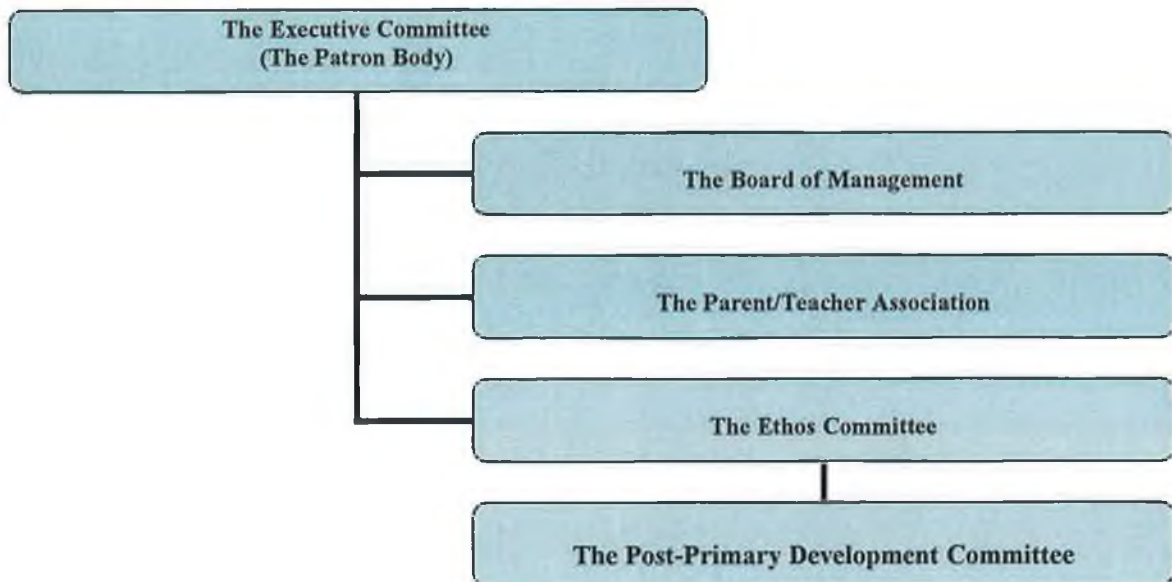 The Executive Committee
(The Patron Body)
The Board of Management
The Parent/Teacher Association
The Ethos Committee
The Post-Primary Development Committee